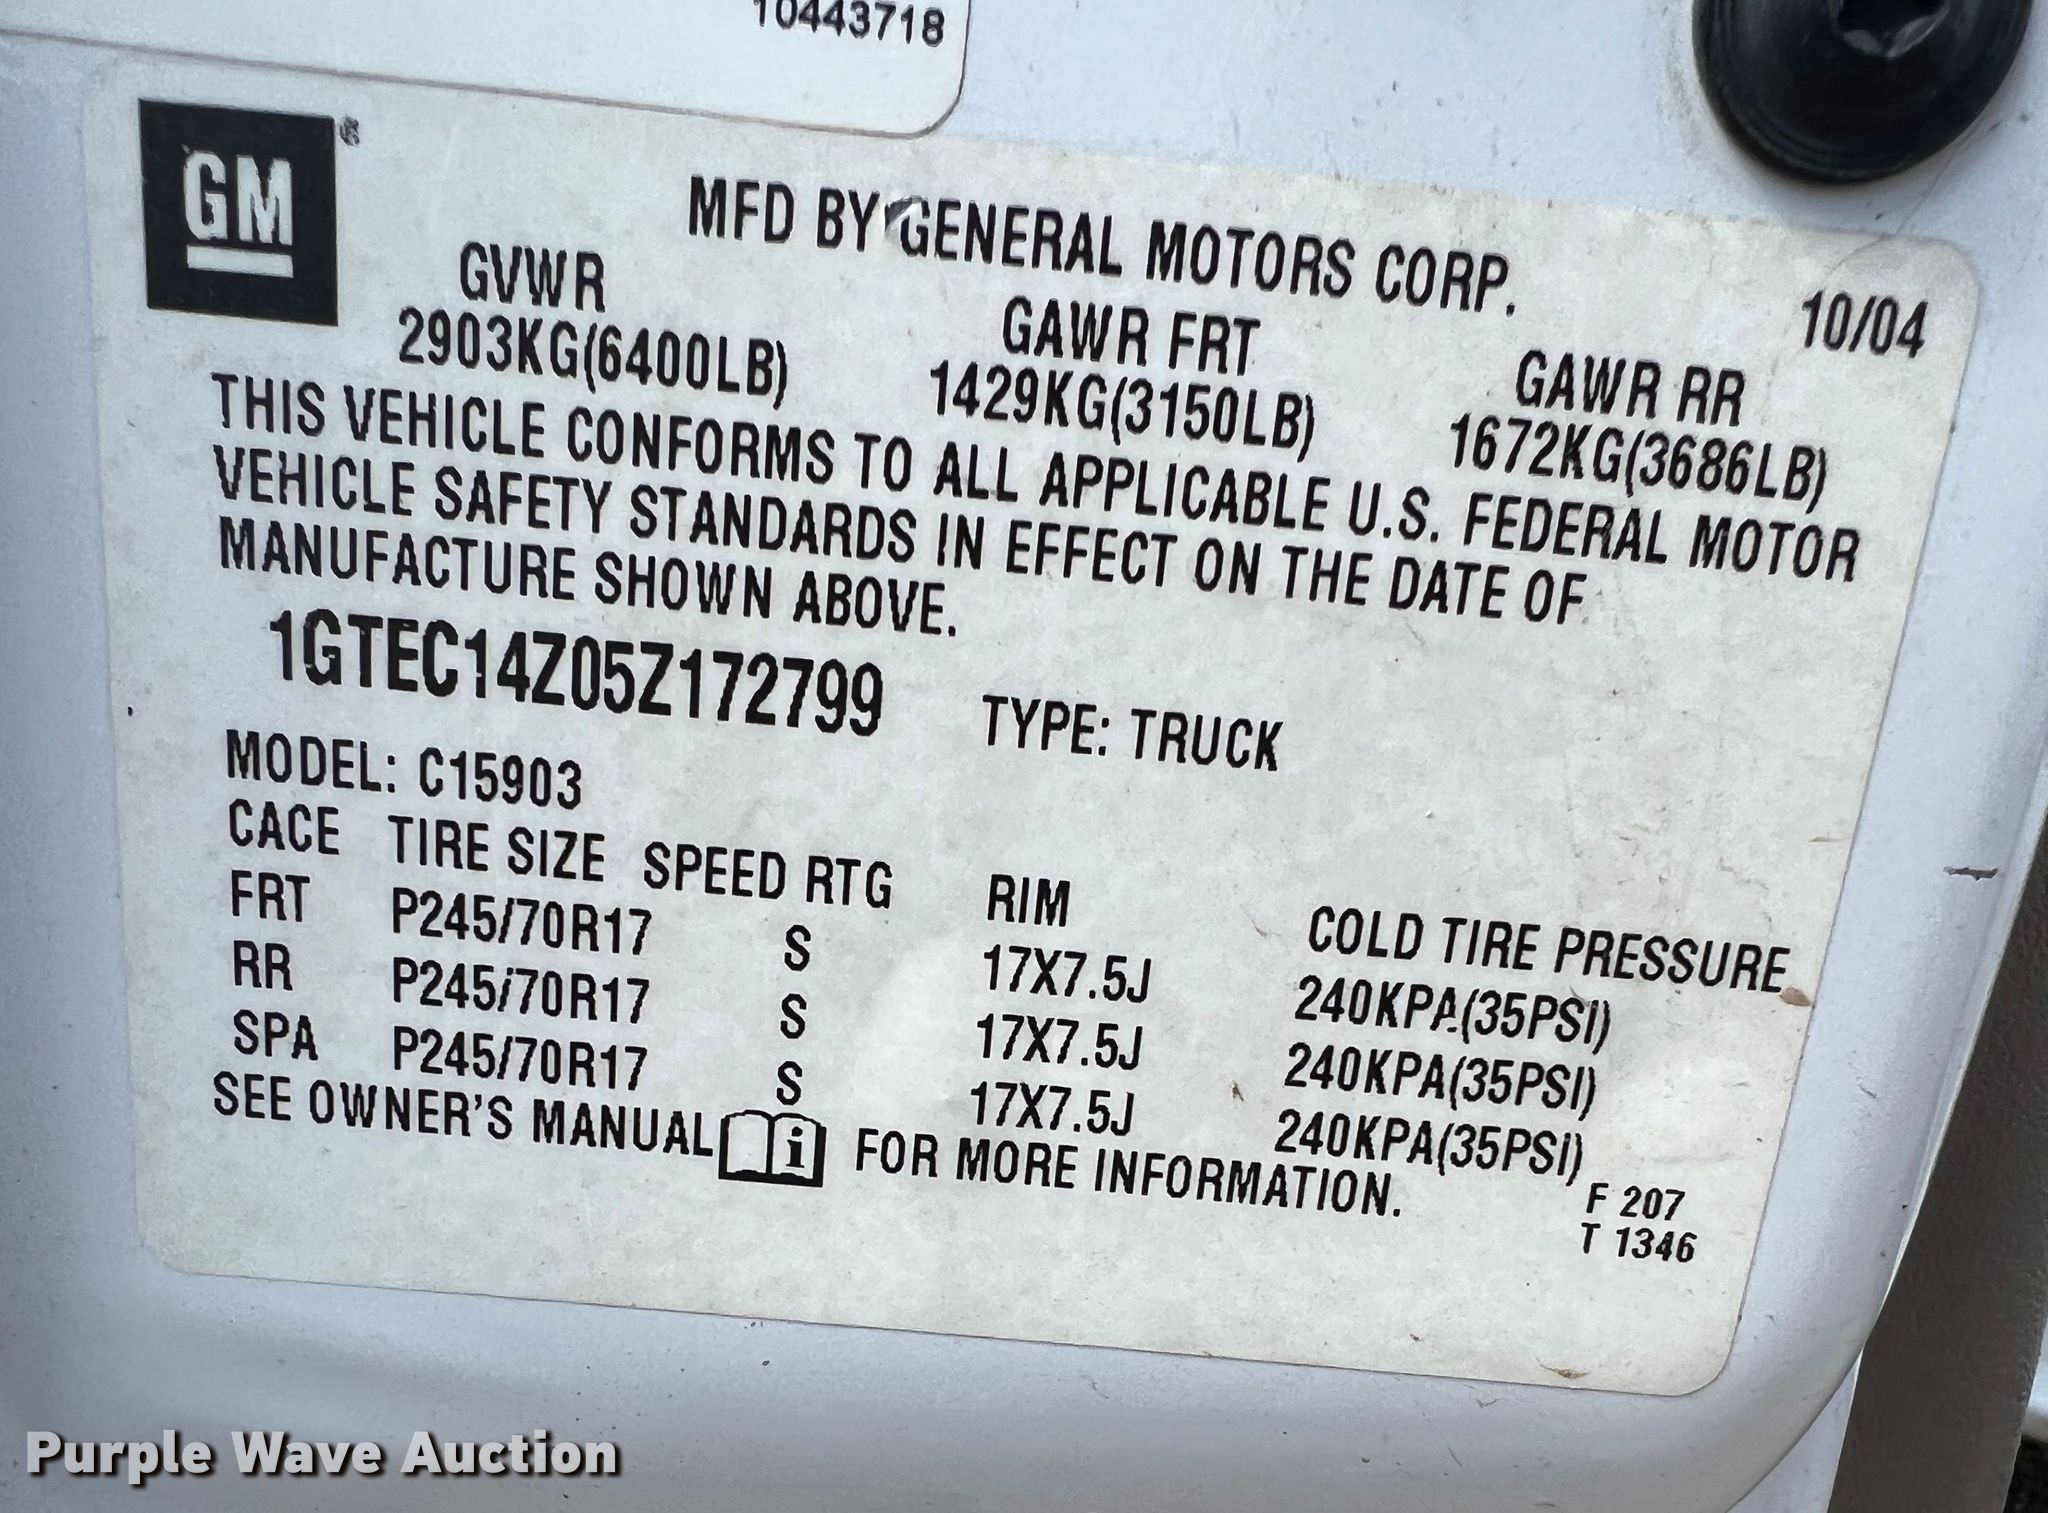 10443718
GM ®
MFD BY GENERAL MOTORS CORP.
10/04
GVWR GAWR FRT GAWR RR
2903KG(6400LB) 1429KG(3150LB) 1672KG(3686LB)
THIS VEHICLE CONFORMS TO ALL APPLICABLE U.S. FEDERAL MOTOR
VEHICLE SAFETY STANDARDS IN EFFECT ON THE DATE OF
MANUFACTURE SHOWN ABOVE.
1GTEC14Z05Z172799 TYPE: TRUCK
MODEL: C15903
CACE TIRE SIZE SPEED RTG RIM COLD TIRE PRESSURE
FRT P245/70R17 S 17X7.5J 240KPA(35PSI)
RR P245/70R17 S 17X7.5J 240KPA(35PSI)
SPA P245/70R17 S 17X7.5J 240KPA(35PSI)
SEE OWNER'S MANUAL i FOR MORE INFORMATION.
F 207
T 1346
Purple Wave Auction